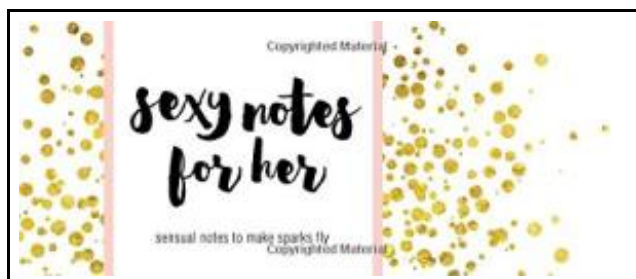 Copyrighted Material
sexy notes
for her
sensual notes to make sparks fly
Copyrighted Material